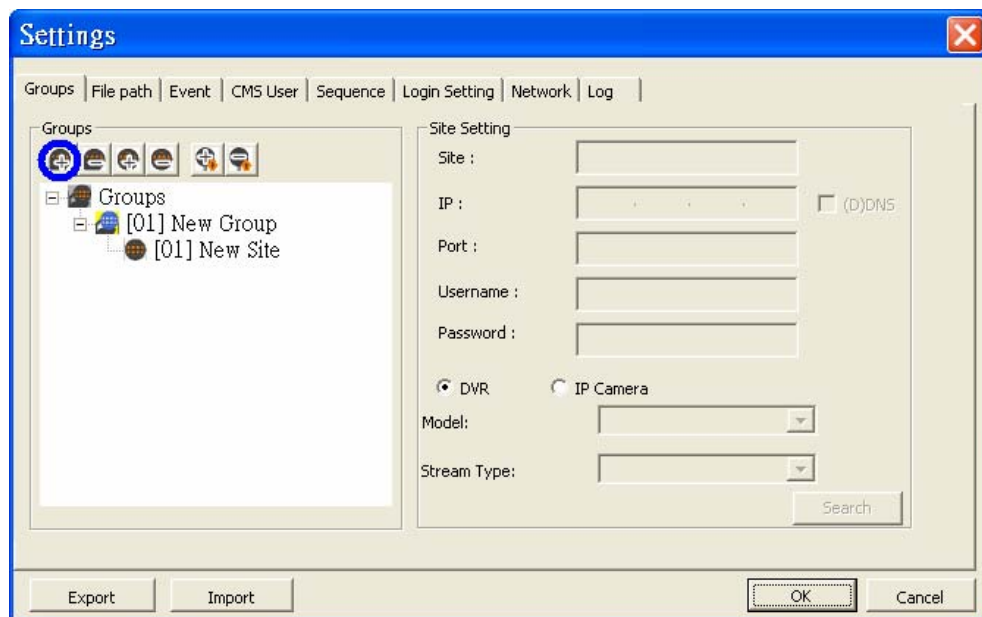 Settings
Groups File path Event CMS User Sequence Login Setting Network Log
Groups
Groups
[01] New Group
[01] New Site
Site Setting
Site :
IP :
(D)DNS
Port :
Username :
Password :
DVR
IP Camera
Model:
Stream Type:
Search
Export
Import
OK
Cancel